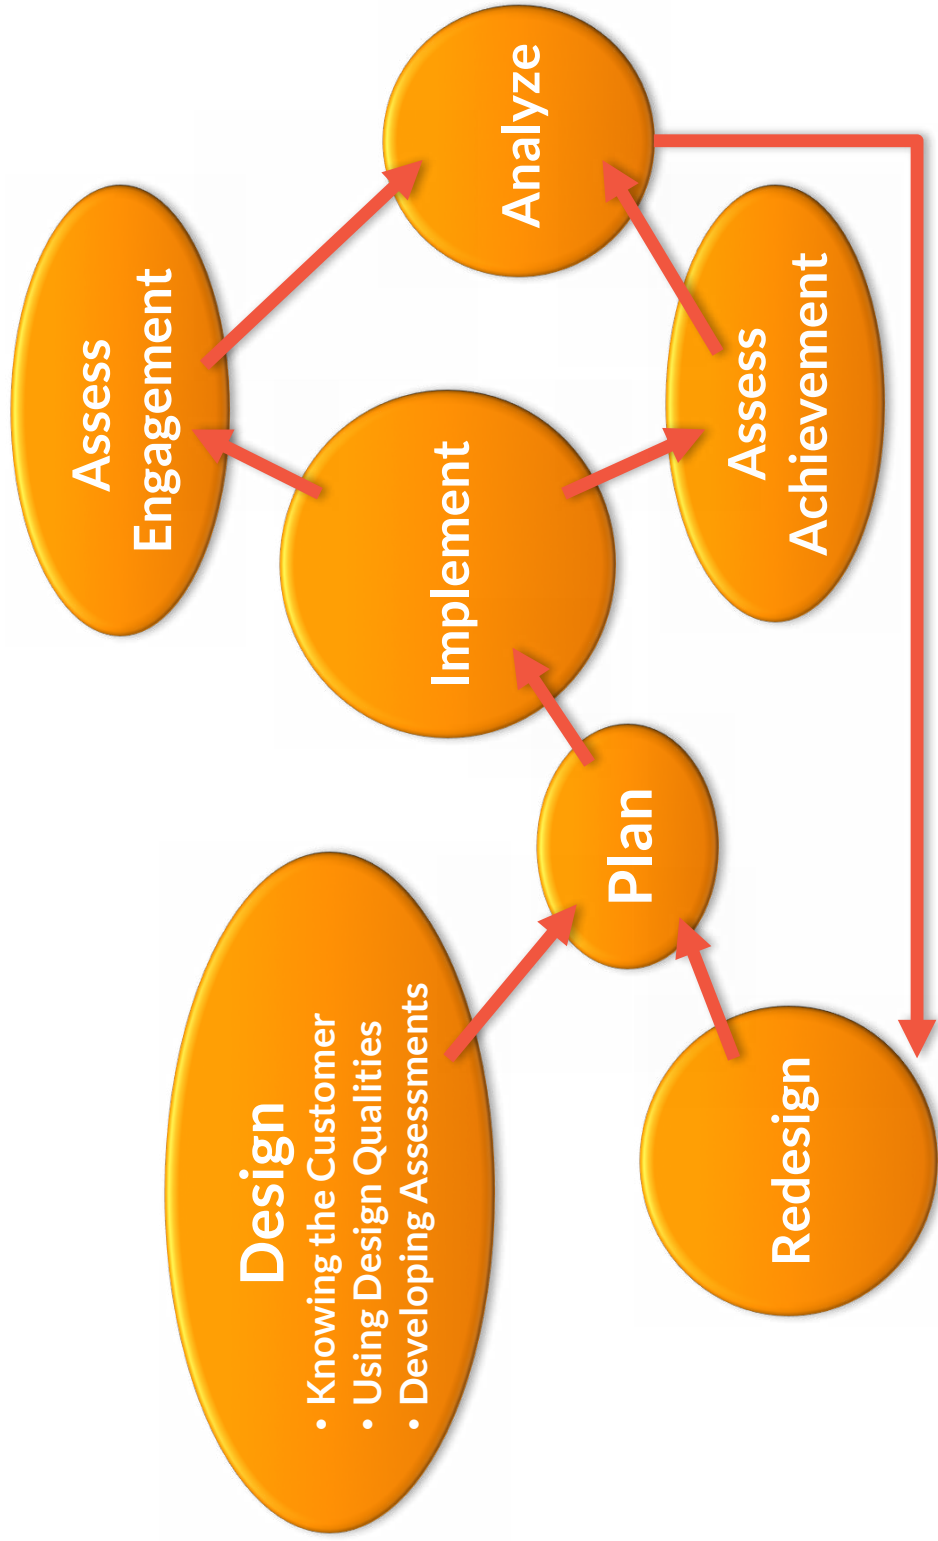 Design
• Knowing the Customer
• Using Design Qualities
• Developing Assessments
Redesign
Plan
Implement
Assess
Engagement
Assess
Achievement
Analyze